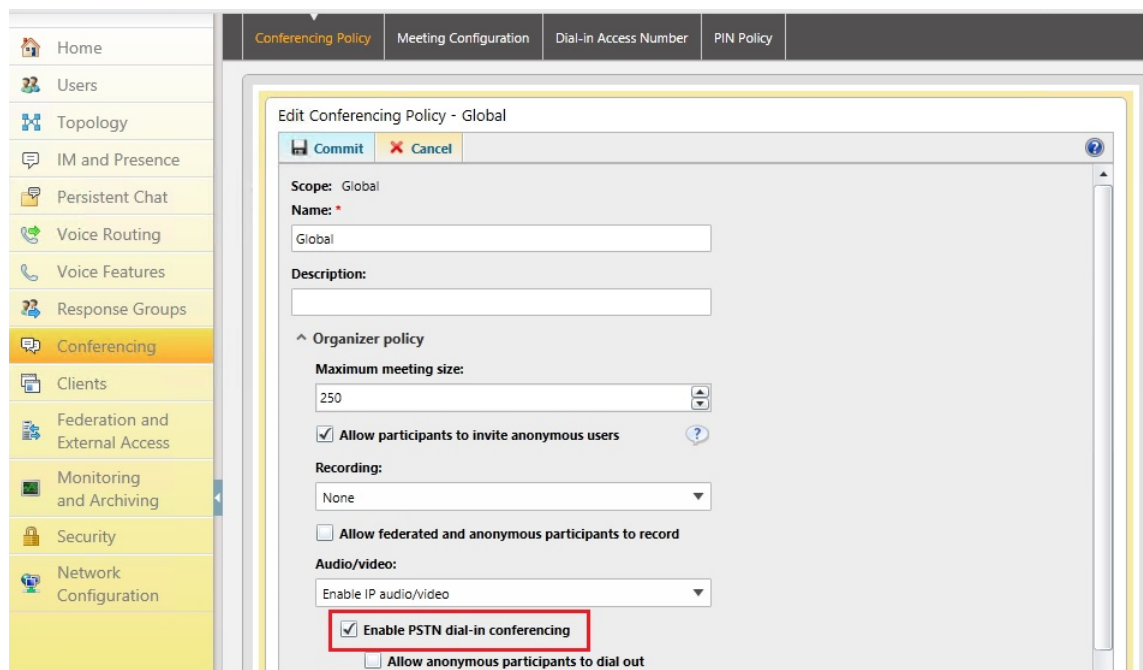 Home
Users
Topology
IM and Presence
Persistent Chat
Voice Routing
Voice Features
Response Groups
Conferencing
Clients
Federation and
External Access
Monitoring
and Archiving
Security
Network
Configuration
Conferencing Policy
Meeting Configuration
Dial-in Access Number
PIN Policy
Edit Conferencing Policy - Global
Commit
Cancel
?
Scope: Global
Name: *
Global
Description:
Organizer policy
Maximum meeting size:
250
Allow participants to invite anonymous users
?
Recording:
None
Allow federated and anonymous participants to record
Audio/video:
Enable IP audio/video
Enable PSTN dial-in conferencing
Allow anonymous participants to dial out